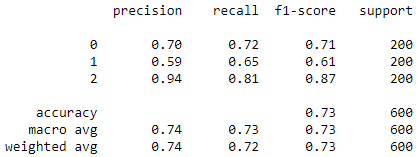 precision recall f1-score support
0 0.70 0.72 0.71 200
1 0.59 0.65 0.61 200
2 0.94 0.81 0.87 200
accuracy 0.73 600
macro avg 0.74 0.73 0.73 600
weighted avg 0.74 0.72 0.73 600